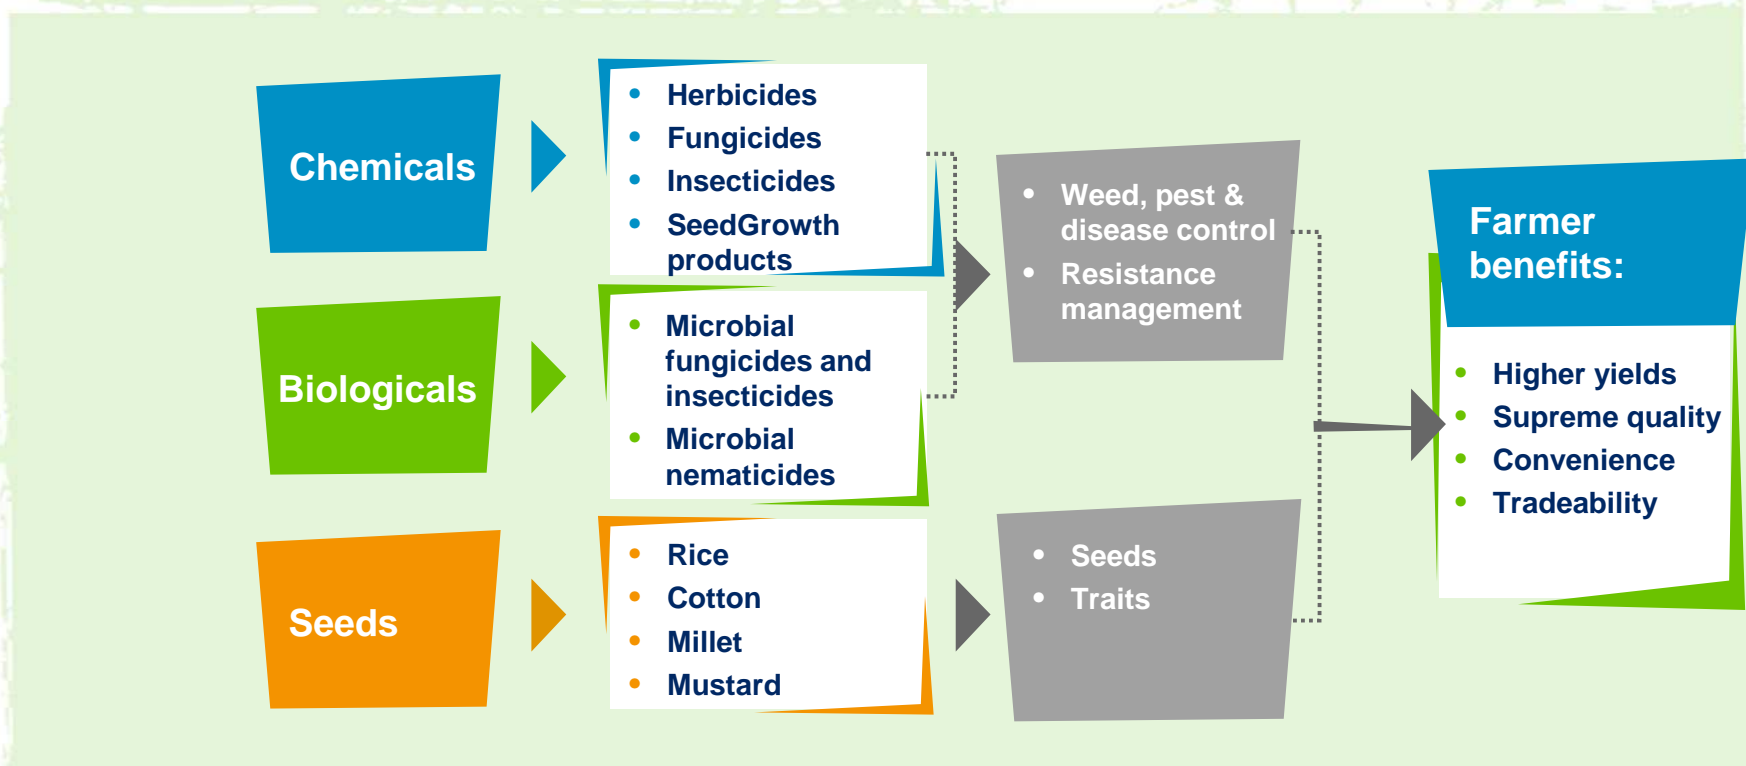 Chemicals
• Herbicides
• Fungicides
• Insecticides
• SeedGrowth
products
Biologicals
• Microbial
fungicides and
insecticides
• Microbial
nematicides
Seeds
• Rice
• Cotton
• Millet
• Mustard
• Weed, pest &
disease control
• Resistance
management
• Seeds
• Traits
Farmer
benefits:
• Higher yields
• Supreme quality
• Convenience
• Tradeability